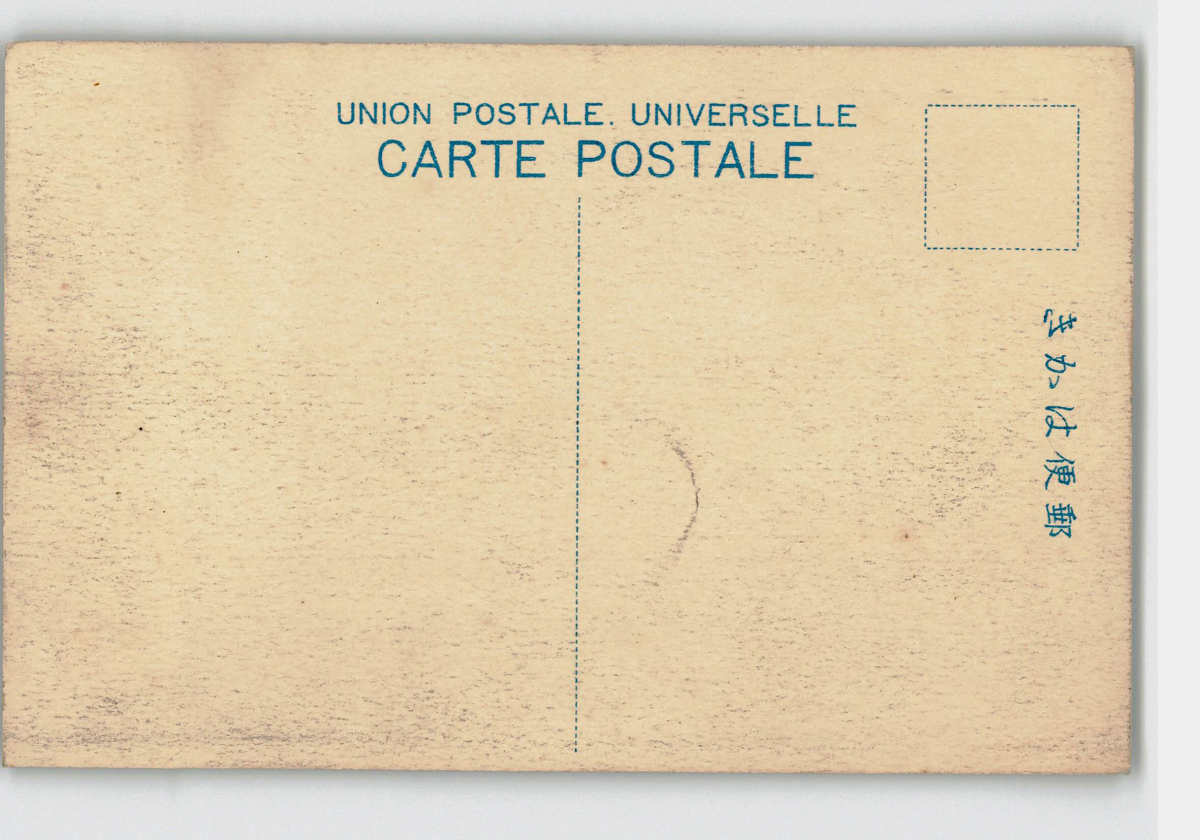 UNION POSTALE. UNIVERSELLE
CARTE POSTALE
きかは便郵